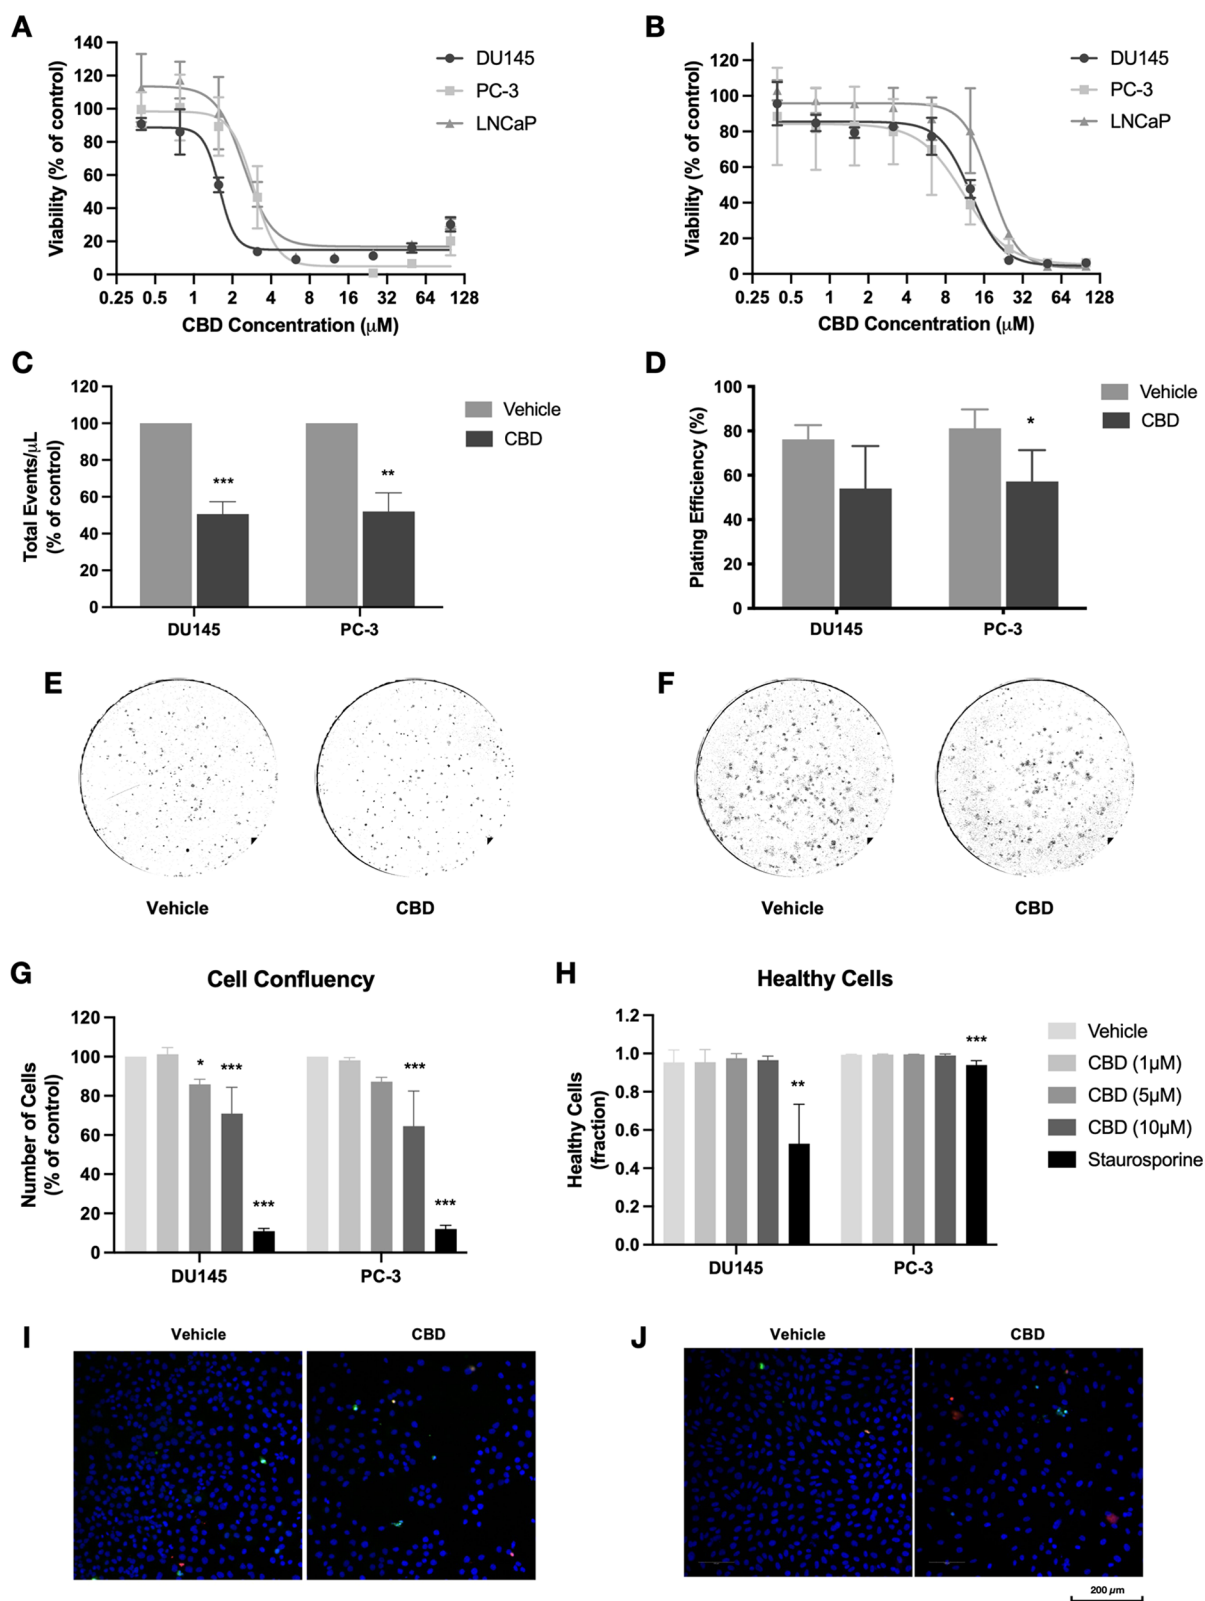 A
B
140
120
100
80
60
40
20
0
Viability (% of control)
0.25 0.5 1 2 4 8 16 32 64 128
CBD Concentration (μM)
DU145
PC-3
LNCaP
120
100
80
60
40
20
0
Viability (% of control)
0.25 0.5 1 2 4 8 16 32 64 128
CBD Concentration (μM)
DU145
PC-3
LNCaP
C
D
120
100
80
60
40
20
0
Total Events/μL
(% of control)
***
**
DU145 PC-3
Vehicle
CBD
100
80
60
40
20
0
Plating Efficiency (%)
*
DU145 PC-3
Vehicle
CBD
E
F
Vehicle CBD
Vehicle CBD
G
Cell Confluency
120
100
80
60
40
20
0
Number of Cells
(% of control)
* *** *** *** ***
DU145 PC-3
H
Healthy Cells
1.2
1.0
0.8
0.6
0.4
0.2
0.0
Healthy Cells
(fraction)
** ***
DU145 PC-3
Vehicle
CBD (1μM)
CBD (5μM)
CBD (10μM)
Staurosporine
I
Vehicle CBD
J
Vehicle CBD
200 μm